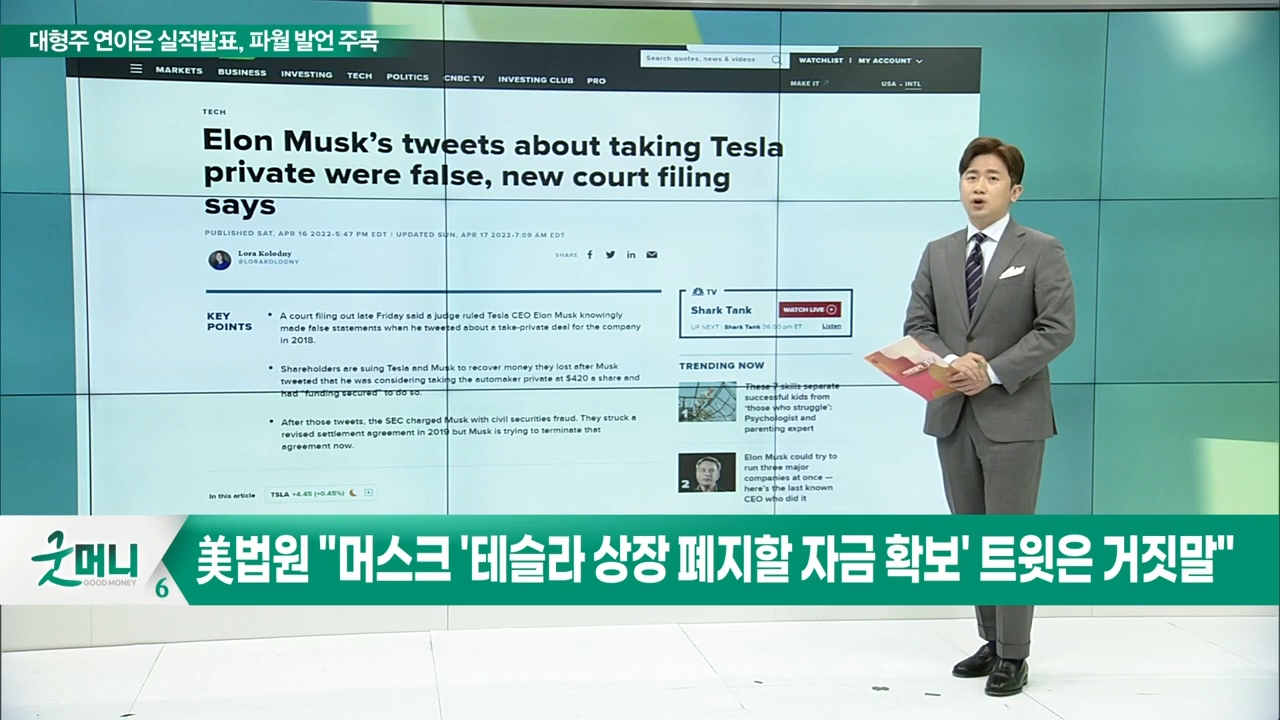 대형주 연이은 실적발표, 파월 발언 주목
Search quotes, news & videos
WATCHLIST | MY ACCOUNT
MARKETS BUSINESS INVESTING TECH POLITICS CNBC TV INVESTING CLUB PRO
MAKE IT
USA • INTL
TECH
Elon Musk's tweets about taking Tesla
private were false, new court filing
says
PUBLISHED SAT, APR 16 2022-5:47 PM EDT | UPDATED SUN, APR 17 2022-7:09 AM EDT
Lora Kolodny
@LORAKOLODNY
SHARE
KEY
POINTS
• A court filing out late Friday said a judge ruled Tesla CEO Elon Musk knowingly
made false statements when he tweeted about a take-private deal for the company
in 2018.
• Shareholders are suing Tesla and Musk to recover money they lost after Musk
tweeted that he was considering taking the automaker private at $420 a share and
had "funding secured" to do so.
• After those tweets, the SEC charged Musk with civil securities fraud. They struck a
revised settlement agreement in 2019 but Musk is trying to terminate that
agreement now.
In this article
TSLA +4.45 (+0.45%)
TV
Shark Tank
WATCH LIVE
UP NEXT | Shark Tank 06:00 pm ET
Listen
TRENDING NOW
1
These 7 skills separate
successful kids from
'those who struggle':
Psychologist and
parenting expert
2
Elon Musk could try to
run three major
companies at once —
here's the last known
CEO who did it
굿머니
GOOD MONEY
6
美법원 "머스크 '테슬라 상장 폐지할 자금 확보' 트윗은 거짓말"